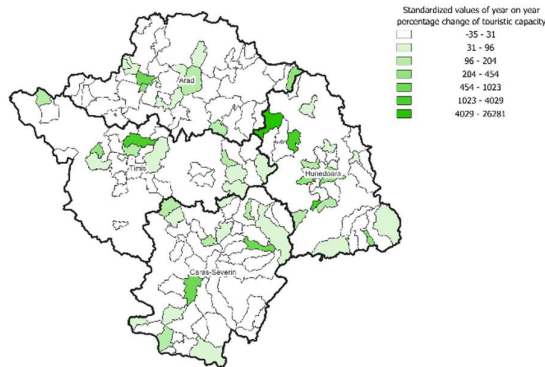 Standardized values of year on year
percentage change of touristic capacity
-35 - 31
31 - 96
96 - 204
204 - 454
454 - 1023
1023 - 4029
4029 - 26281
Arad
Timis
Hunedoara
Caras-Severin